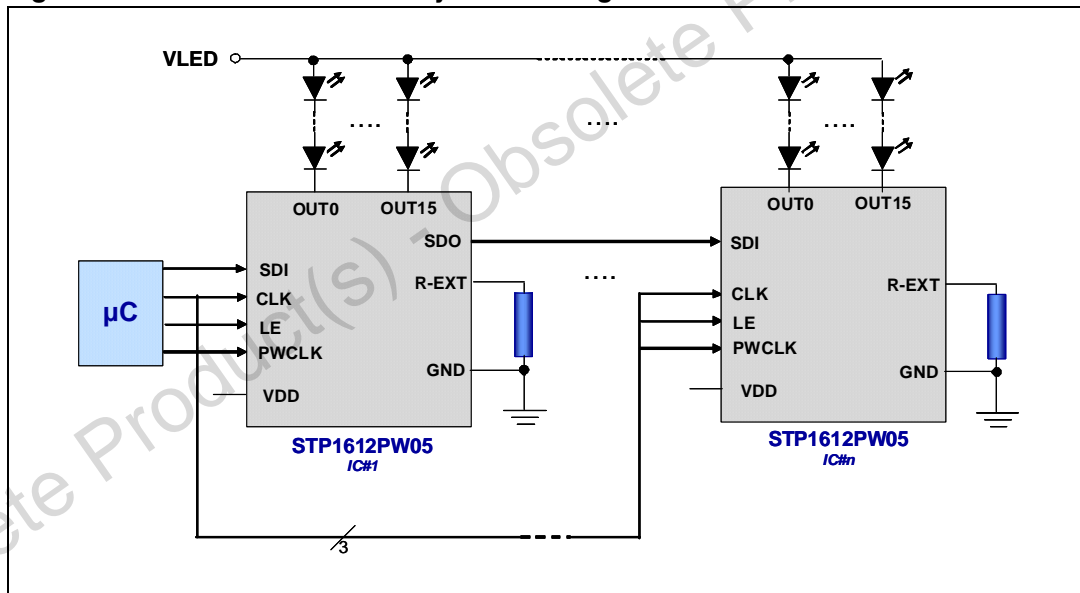 VLED
....
....
....
OUT0 OUT15
SDO
SDI
CLK
LE
PWCLK
VDD
R-EXT
GND
µC
STP1612PW05
IC#1
....
OUT0 OUT15
SDI
CLK
LE
PWCLK
VDD
R-EXT
GND
STP1612PW05
IC#n
3
Product(s) - Obsolete